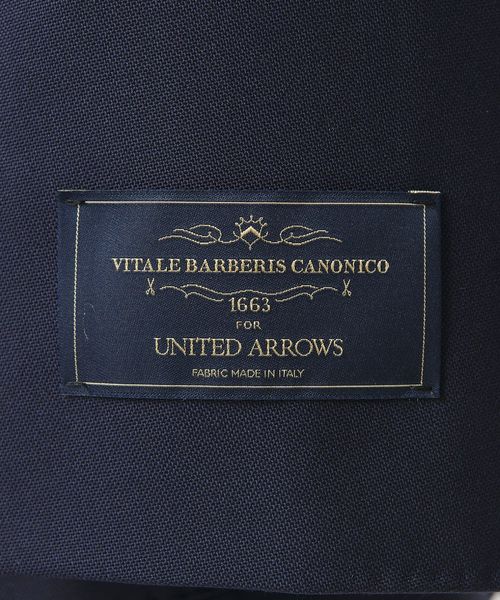 VITALE BARBERIS CANONICO
1663
FOR
UNITED ARROWS
FABRIC MADE IN ITALY